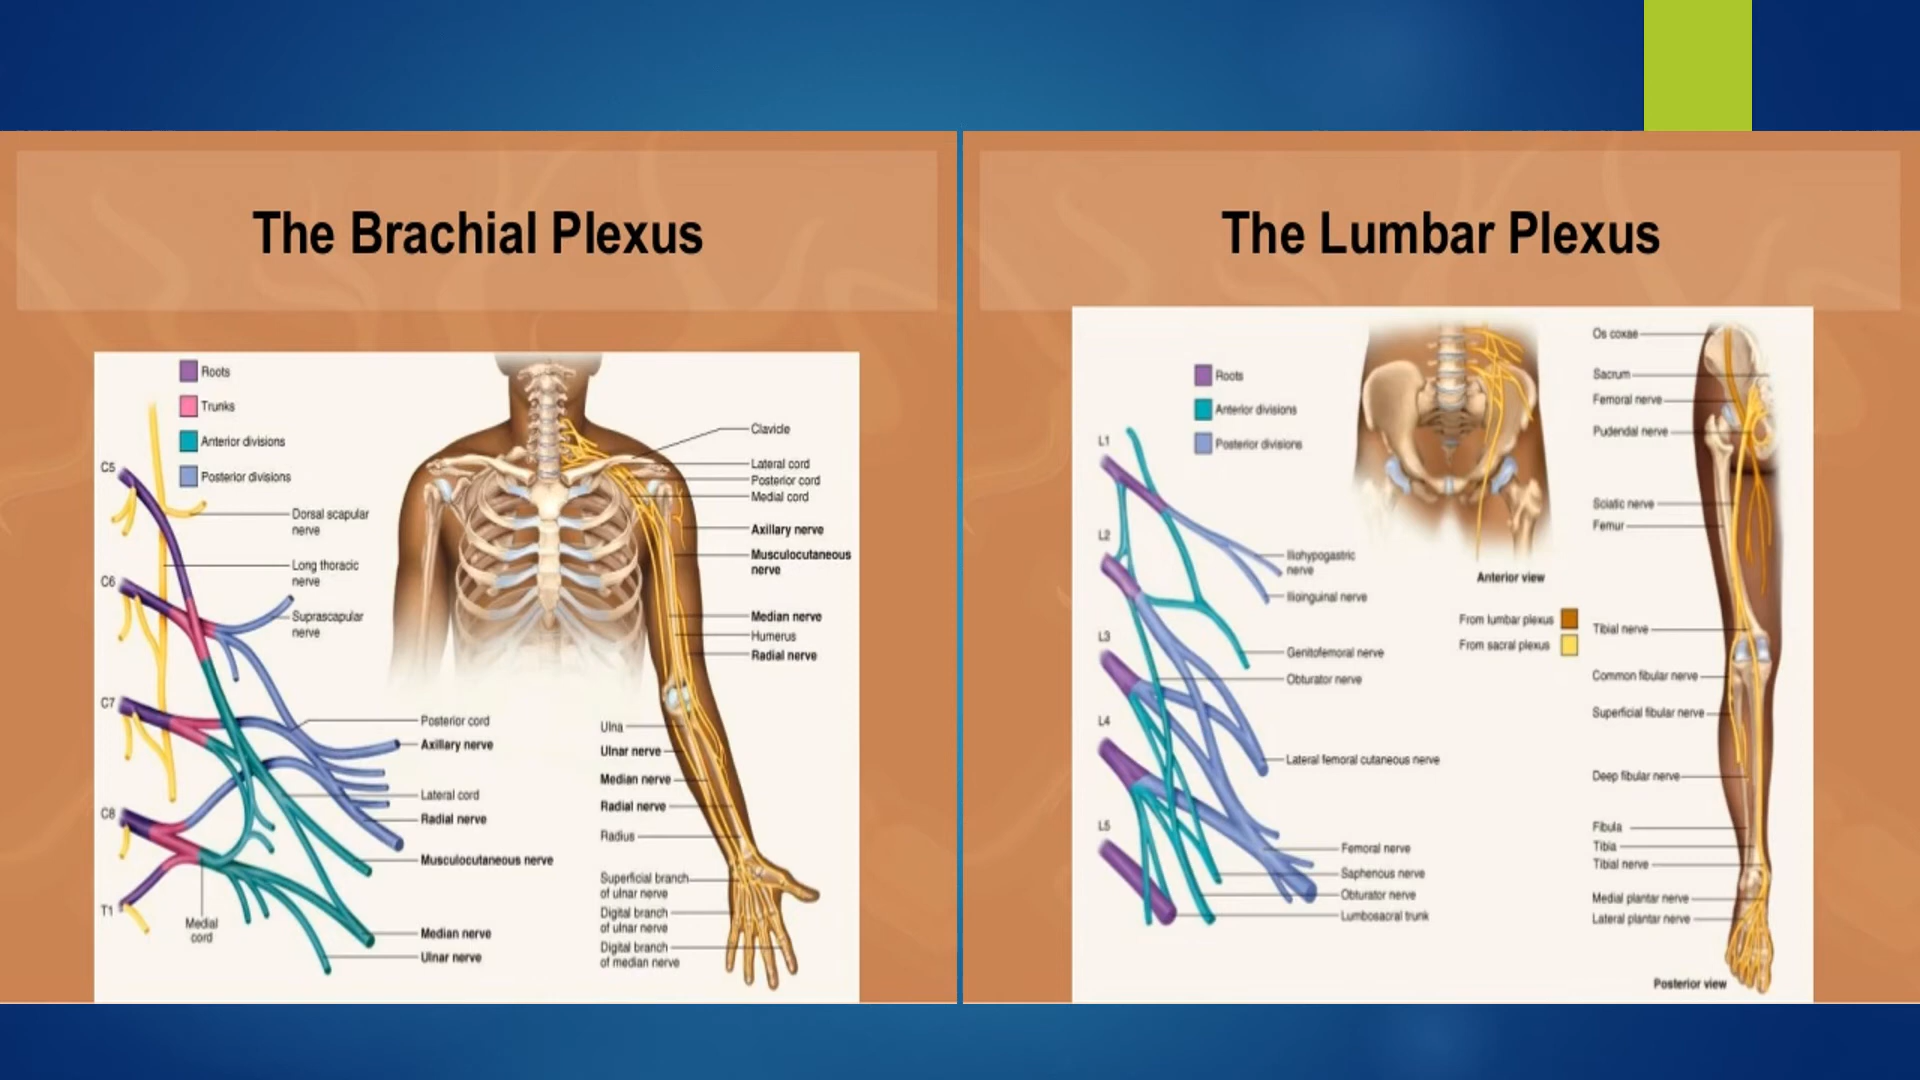 The Brachial Plexus
Roots
Trunks
Anterior divisions
Posterior divisions
C5
C6
C7
C8
T1
Dorsal scapular
nerve
Long thoracic
nerve
Suprascapular
nerve
Posterior cord
Axillary nerve
Lateral cord
Radial nerve
Musculocutaneous nerve
Medial
cord
Median nerve
Ulnar nerve
Clavicle
Lateral cord
Posterior cord
Medial cord
Axillary nerve
Musculocutaneous
nerve
Median nerve
Humerus
Radial nerve
Ulna
Ulnar nerve
Median nerve
Radial nerve
Radius
Superficial branch
of ulnar nerve
Digital branch
of ulnar nerve
Digital branch
of median nerve
The Lumbar Plexus
Roots
Anterior divisions
Posterior divisions
L1
L2
L3
L4
L5
Iliohypogastric
nerve
Ilioinguinal nerve
Genitofemoral nerve
Obturator nerve
Lateral femoral cutaneous nerve
Femoral nerve
Saphenous nerve
Obturator nerve
Lumbosacral trunk
Anterior view
From lumbar plexus
From sacral plexus
Os coxae
Sacrum
Femoral nerve
Pudendal nerve
Sciatic nerve
Femur
Tibial nerve
Common fibular nerve
Superficial fibular nerve
Deep fibular nerve
Fibula
Tibia
Tibial nerve
Medial plantar nerve
Lateral plantar nerve
Posterior view